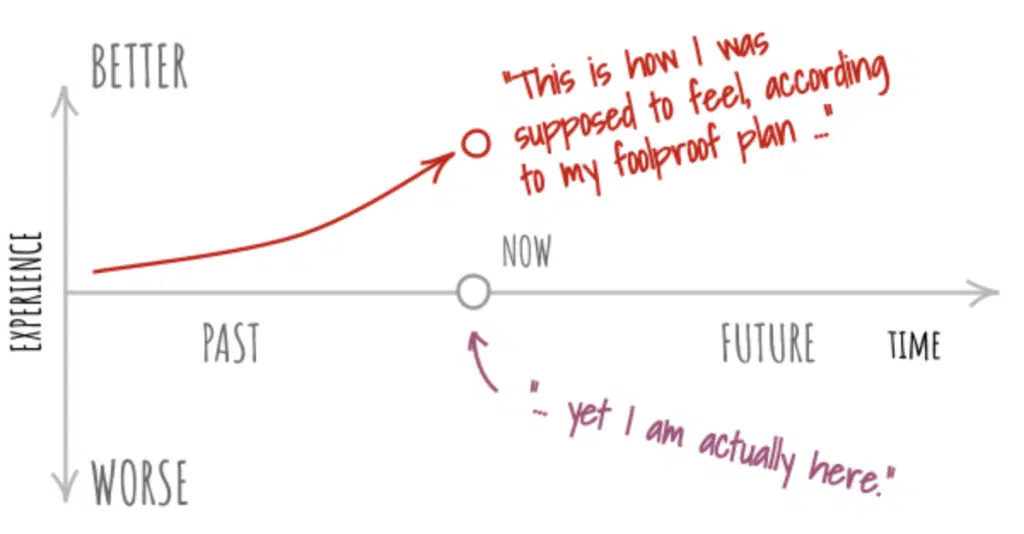 BETTER
"This is how I was
supposed to feel, according
to my foolproof plan ..."
EXPERIENCE
NOW
PAST
FUTURE
TIME
"... yet I am actually here."
WORSE